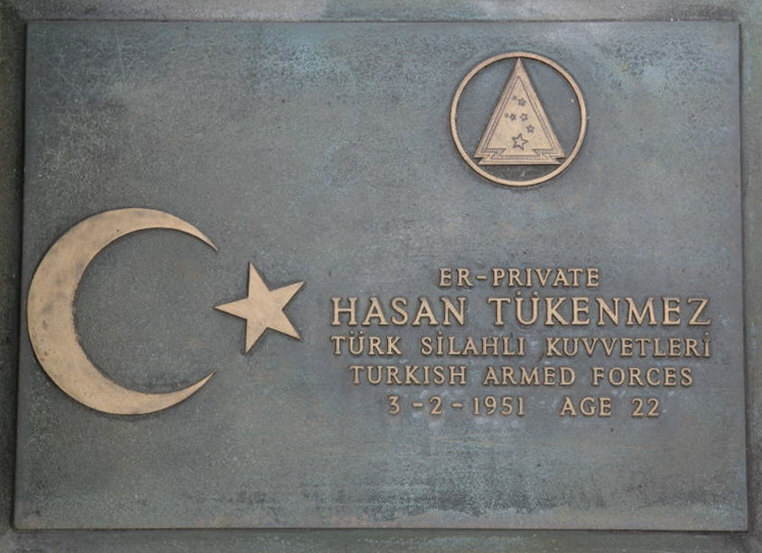 ER-PRIVATE
HASAN TÜKENMEZ
TÜRK SİLAHLI KUVVETLERİ
TURKISH ARMED FORCES
3-2-1951 AGE 22